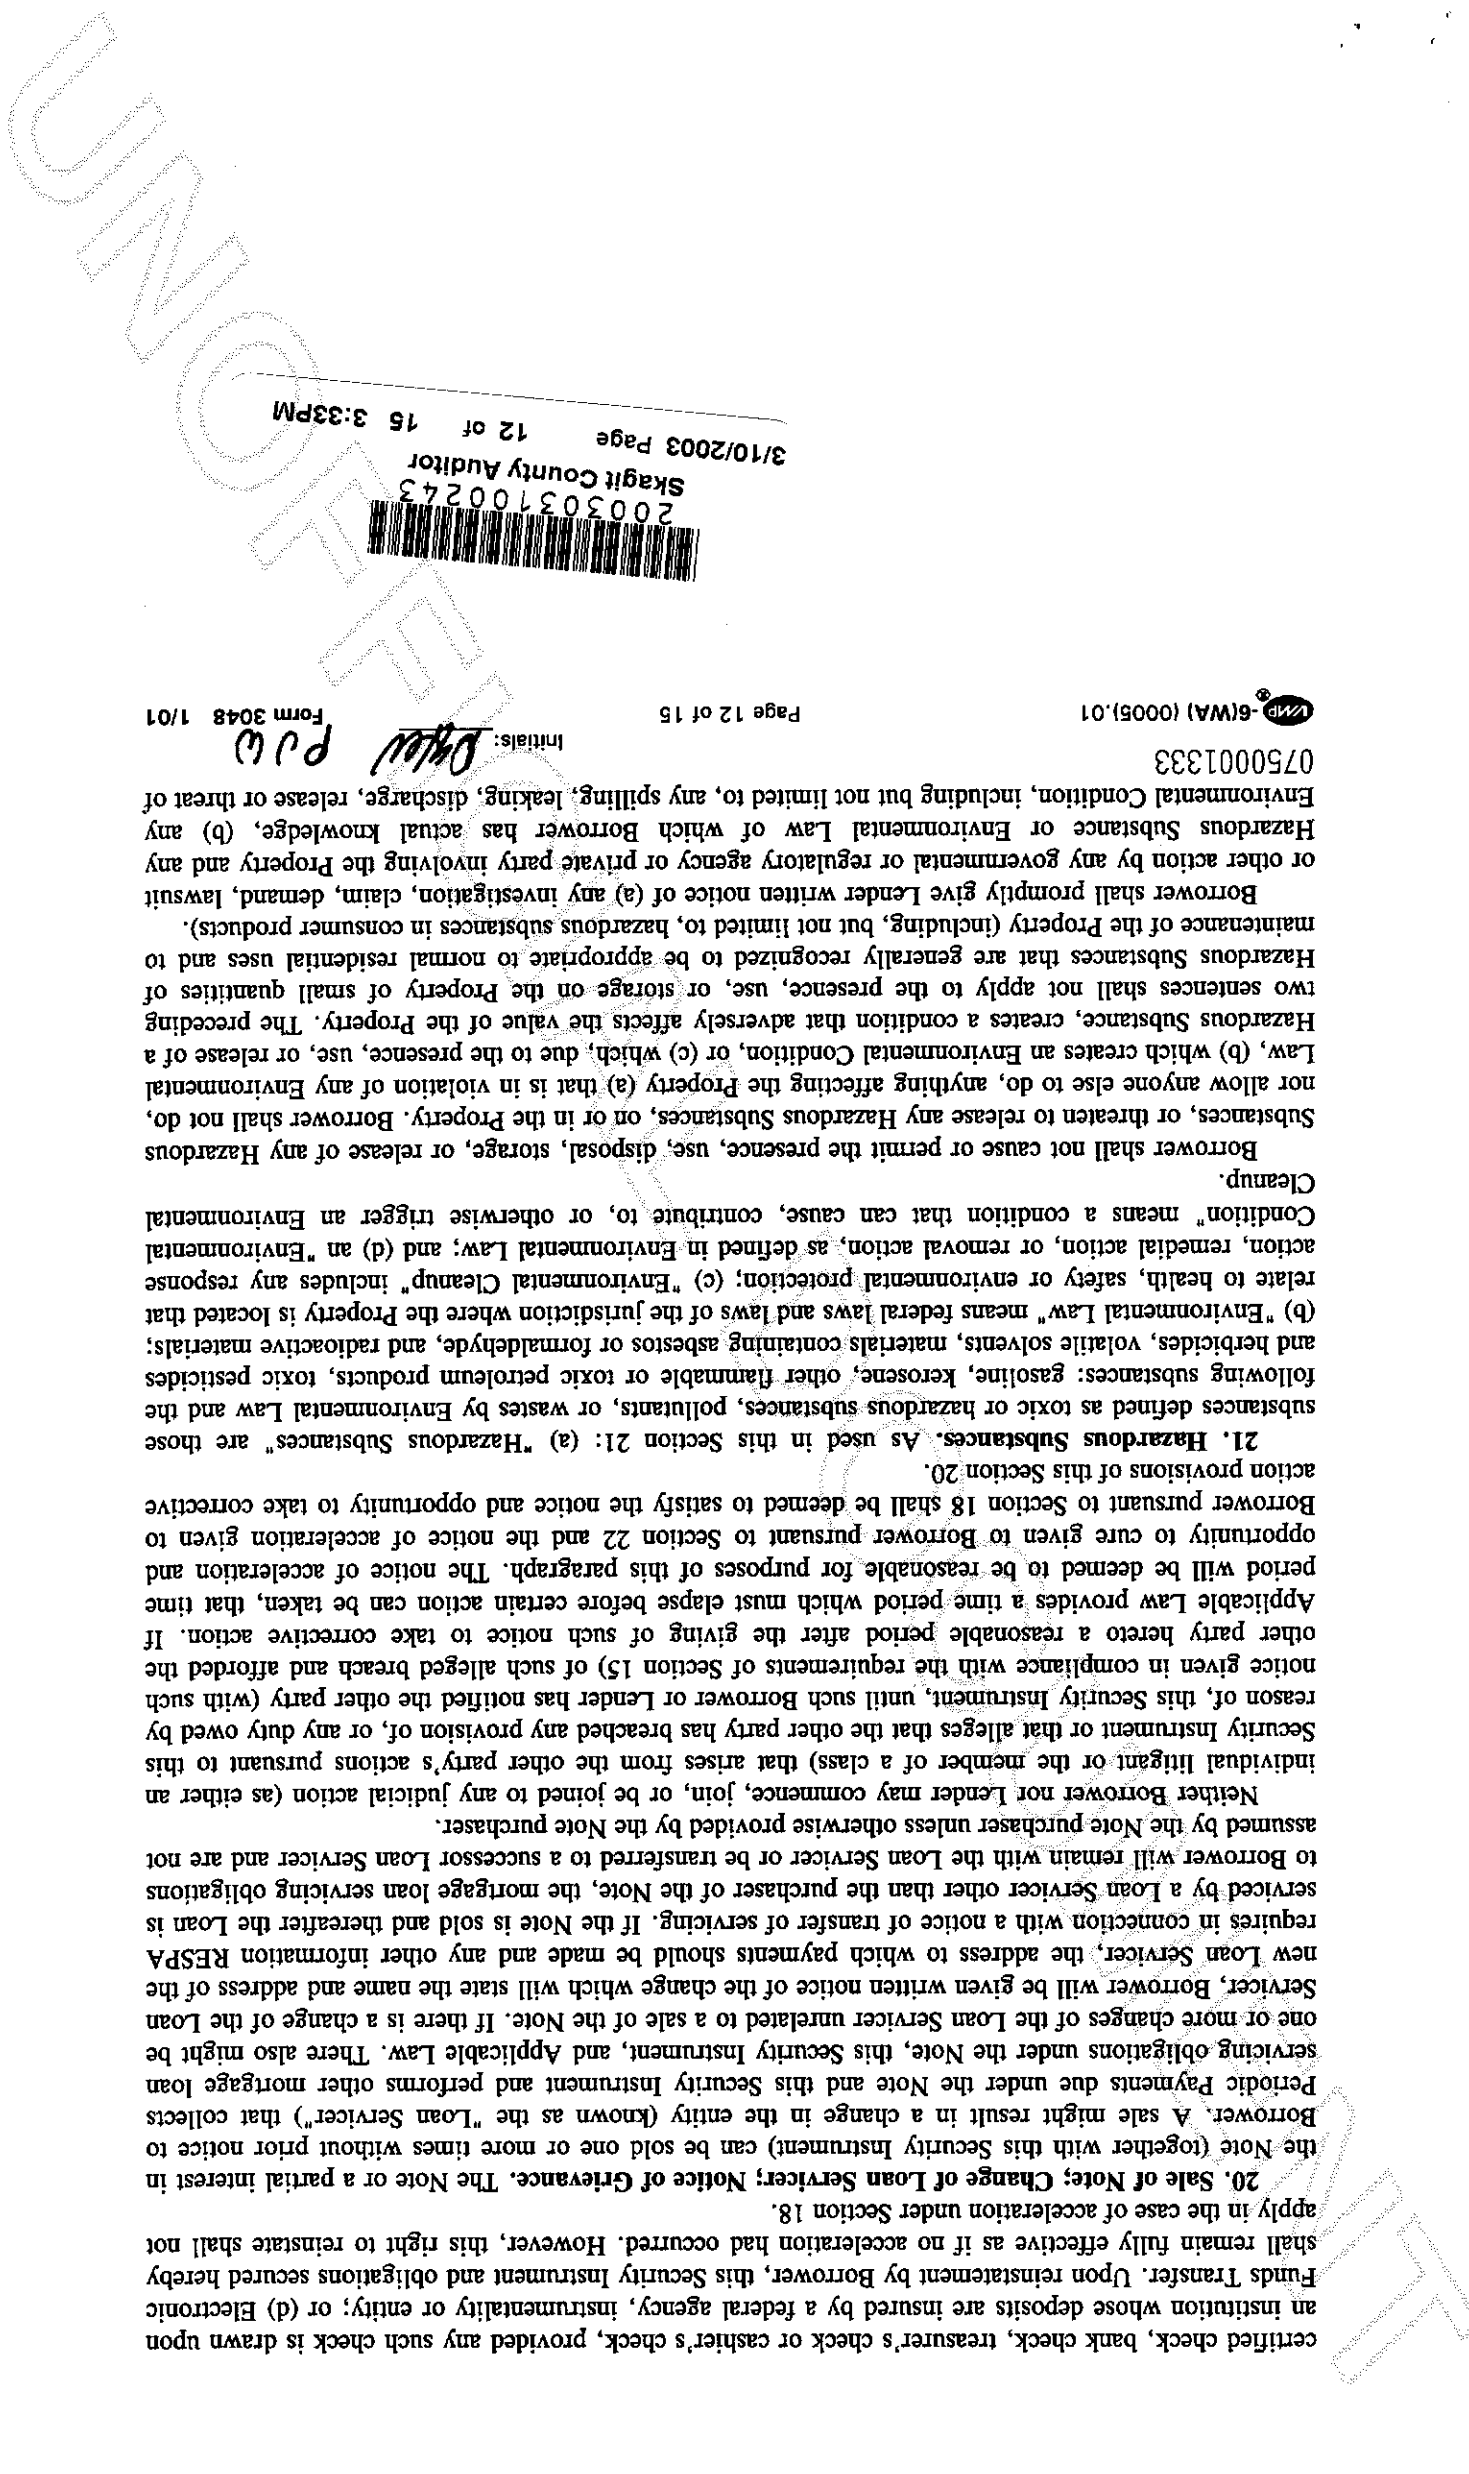 certified check, bank check, treasurer's check or cashier's check, provided any such check is drawn upon
an institution whose deposits are insured by a federal agency, instrumentality or entity; or (d) Electronic
Funds Transfer. Upon reinstatement by Borrower, this Security Instrument and obligations secured hereby
shall remain fully effective as if no acceleration had occurred. However, this right to reinstate shall not
apply in the case of acceleration under Section 18.
20. Sale of Note; Change of Loan Servicer; Notice of Grievance. The Note or a partial interest in
the Note (together with this Security Instrument) can be sold one or more times without prior notice to
Borrower. A sale might result in a change in the entity (known as the "Loan Servicer") that collects
Periodic Payments due under the Note and this Security Instrument and performs other mortgage loan
servicing obligations under the Note, this Security Instrument, and Applicable Law. There also might be
one or more changes of the Loan Servicer unrelated to a sale of the Note. If there is a change of the Loan
Servicer, Borrower will be given written notice of the change which will state the name and address of the
new Loan Servicer, the address to which payments should be made and any other information RESPA
requires in connection with a notice of transfer of servicing. If the Note is sold and thereafter the Loan is
serviced by a Loan Servicer other than the purchaser of the Note, the mortgage loan servicing obligations
to Borrower will remain with the Loan Servicer or be transferred to a successor Loan Servicer and are not
assumed by the Note purchaser unless otherwise provided by the Note purchaser.
Neither Borrower nor Lender may commence, join, or be joined to any judicial action (as either an
individual litigant or the member of a class) that arises from the other party's actions pursuant to this
Security Instrument or that alleges that the other party has breached any provision of, or any duty owed by
reason of, this Security Instrument, until such Borrower or Lender has notified the other party (with such
notice given in compliance with the requirements of Section 15) of such alleged breach and afforded the
other party hereto a reasonable period after the giving of such notice to take corrective action. If
Applicable Law provides a time period which must elapse before certain action can be taken, that time
period will be deemed to be reasonable for purposes of this paragraph. The notice of acceleration and
opportunity to cure given to Borrower pursuant to Section 22 and the notice of acceleration given to
Borrower pursuant to Section 18 shall be deemed to satisfy the notice and opportunity to take corrective
action provisions of this Section 20.
21. Hazardous Substances. As used in this Section 21: (a) "Hazardous Substances" are those
substances defined as toxic or hazardous substances, pollutants, or wastes by Environmental Law and the
following substances: gasoline, kerosene, other flammable or toxic petroleum products, toxic pesticides
and herbicides, volatile solvents, materials containing asbestos or formaldehyde, and radioactive materials;
(b) "Environmental Law" means federal laws and laws of the jurisdiction where the Property is located that
relate to health, safety or environmental protection; (c) "Environmental Cleanup" includes any response
action, remedial action, or removal action, as defined in Environmental Law; and (d) an "Environmental
Condition" means a condition that can cause, contribute to, or otherwise trigger an Environmental
Cleanup.
Borrower shall not cause or permit the presence, use, disposal, storage, or release of any Hazardous
Substances, or threaten to release any Hazardous Substances, on or in the Property. Borrower shall not do,
nor allow anyone else to do, anything affecting the Property (a) that is in violation of any Environmental
Law, (b) which creates an Environmental Condition, or (c) which, due to the presence, use, or release of a
Hazardous Substance, creates a condition that adversely affects the value of the Property. The preceding
two sentences shall not apply to the presence, use, or storage on the Property of small quantities of
Hazardous Substances that are generally recognized to be appropriate to normal residential uses and to
maintenance of the Property (including, but not limited to, hazardous substances in consumer products).
Borrower shall promptly give Lender written notice of (a) any investigation, claim, demand, lawsuit
or other action by any governmental or regulatory agency or private party involving the Property and any
Hazardous Substance or Environmental Law of which Borrower has actual knowledge, (b) any
Environmental Condition, including but not limited to, any spilling, leaking, discharge, release or threat of
0750001333
Initials: PJW
VMP -6(WA) (0005).01 Page 12 of 15 Form 3048 1/01
200303100243
Skagit County Auditor
3/10/2003 Page 12 of 15 3:33PM
UNOFFICIAL DOCUMENT